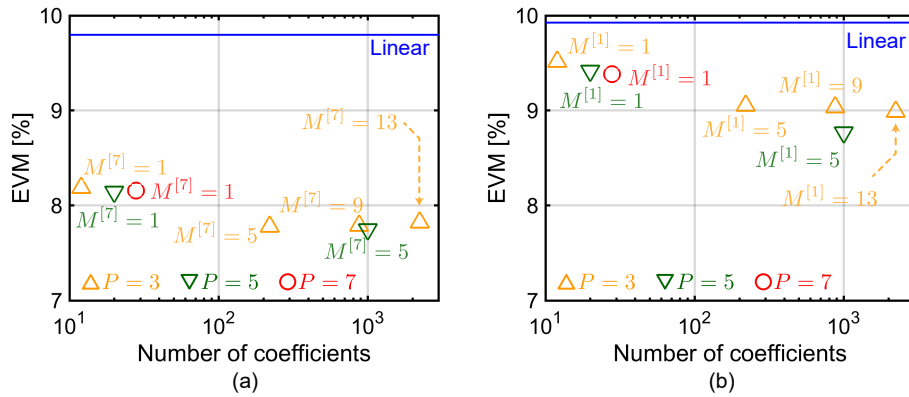 10
9
8
7
EVM [%]
Linear
M^{[7]} = 13
M^{[7]} = 1
M^{[7]} = 1
M^{[7]} = 1
M^{[7]} = 9
M^{[7]} = 5
M^{[7]} = 5
P = 3
P = 5
P = 7
10^1
10^2
10^3
Number of coefficients
(a)
10
9
8
7
EVM [%]
Linear
M^{[1]} = 1
M^{[1]} = 1
M^{[1]} = 1
M^{[1]} = 9
M^{[1]} = 5
M^{[1]} = 5
M^{[1]} = 13
P = 3
P = 5
P = 7
10^1
10^2
10^3
Number of coefficients
(b)